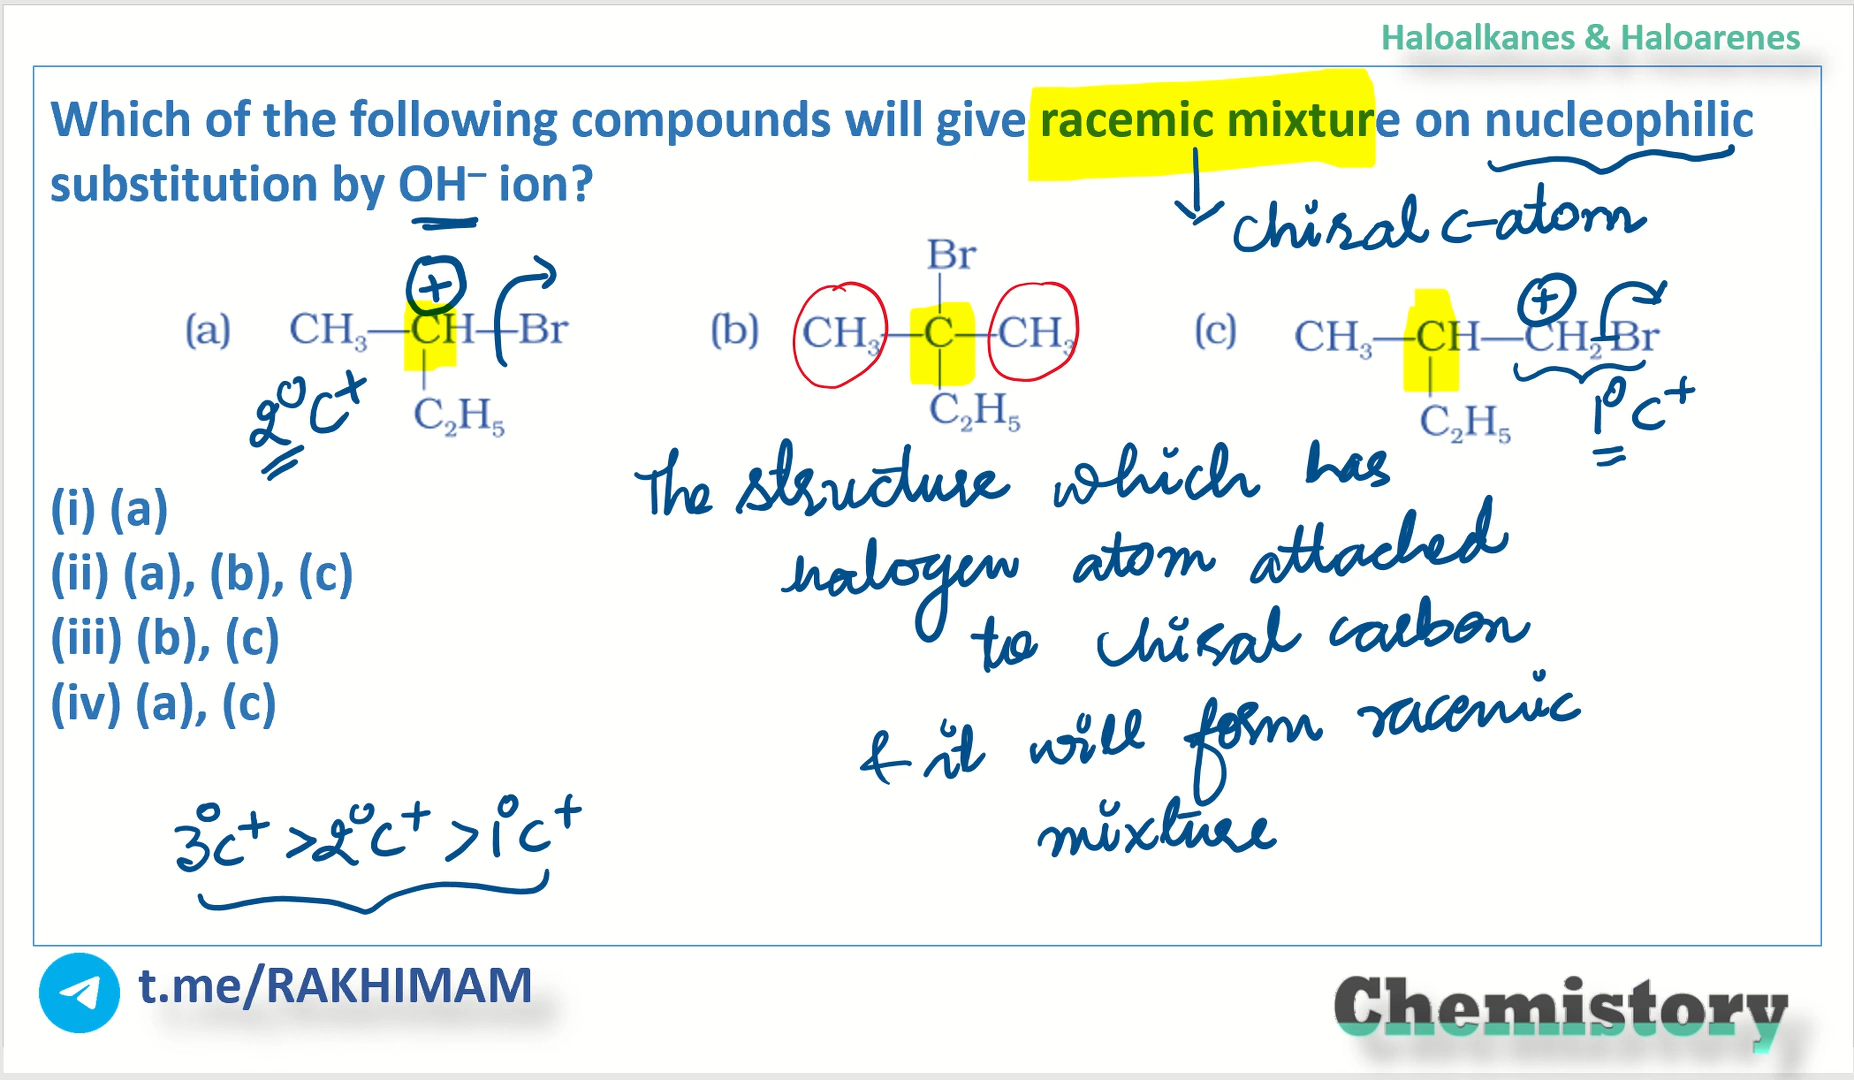 Haloalkanes & Haloarenes
Which of the following compounds will give racemic mixture on nucleophilic
substitution by OH⁻ ion?
chiral c-atom
(a) CH₃—CH—Br
C₂H₅
+
2° C⁺
(b) CH₃—C—CH₃
Br
C₂H₅
(c) CH₃—CH—CH₂Br
C₂H₅
+
1° C⁺
(i) (a)
(ii) (a), (b), (c)
(iii) (b), (c)
(iv) (a), (c)
The structure which has
halogen atom attached
to chiral carbon
& it will form racemic
mixture
3°C⁺ > 2°C⁺ > 1°C⁺
t.me/RAKHIMAM
Chemistory